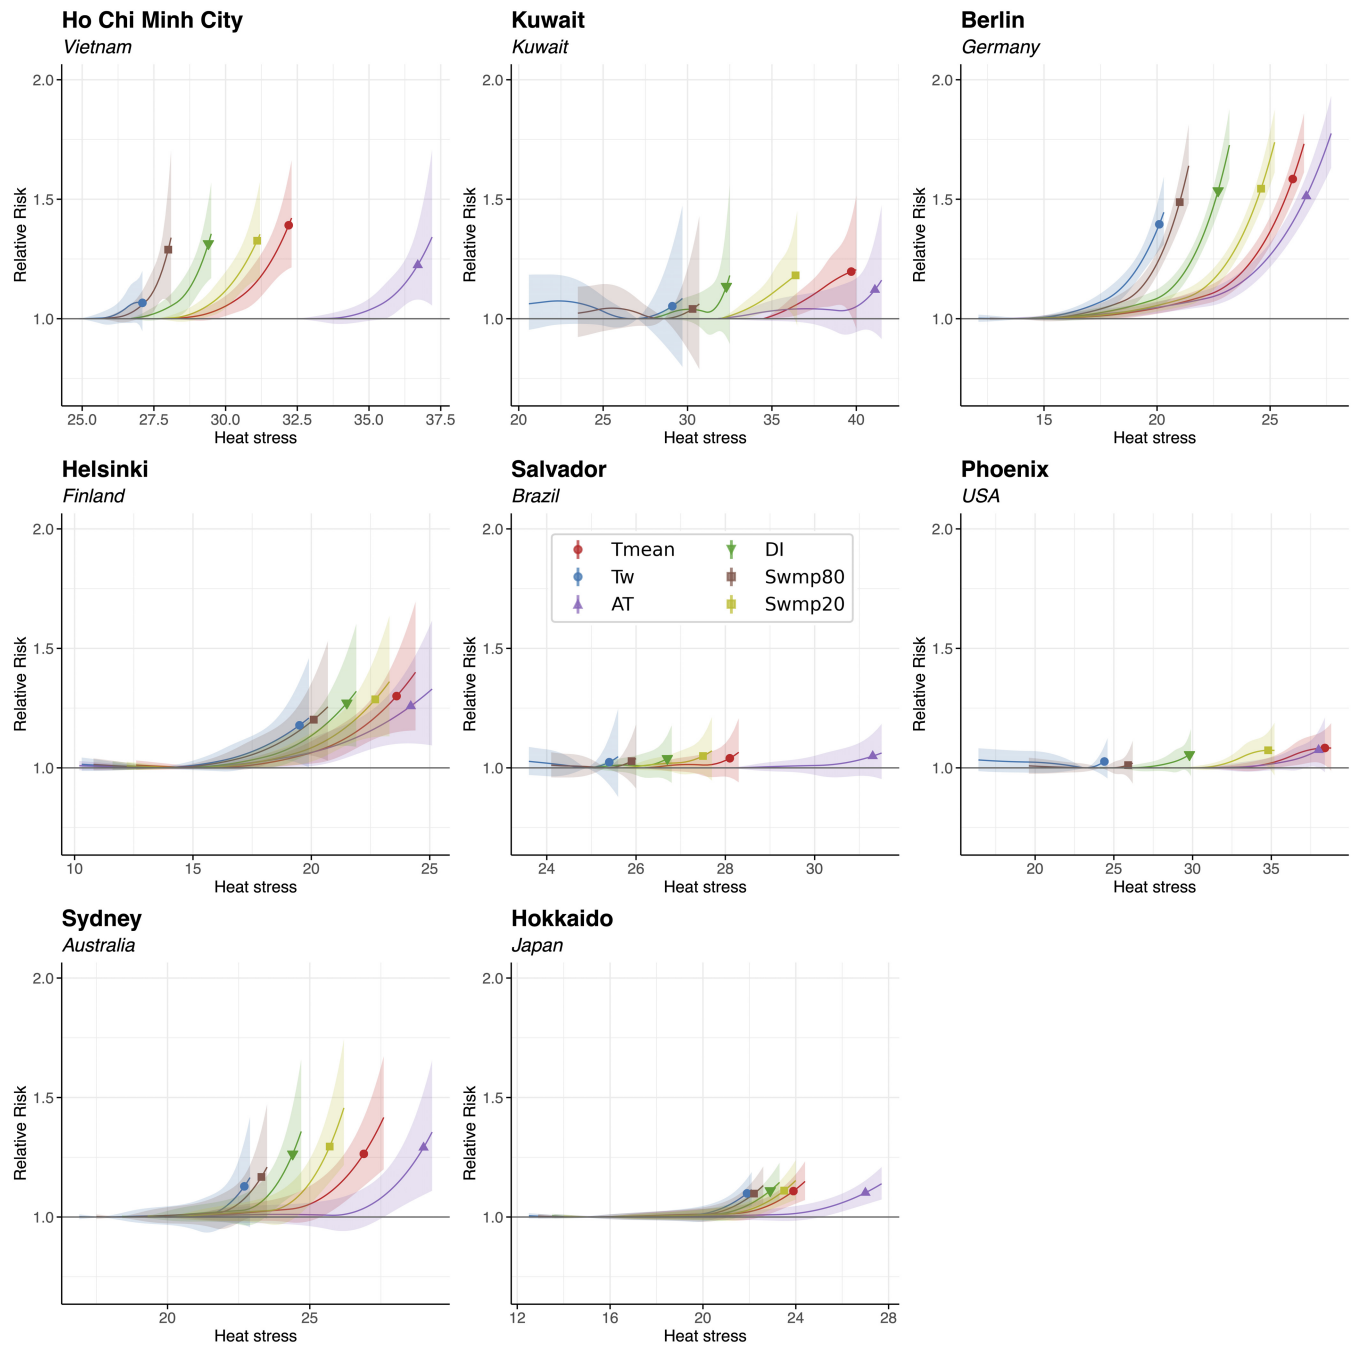 Ho Chi Minh City
Vietnam
2.0
1.5
1.0
Relative Risk
25.0 27.5 30.0 32.5 35.0 37.5
Heat stress
Kuwait
Kuwait
2.0
1.5
1.0
Relative Risk
20 25 30 35 40
Heat stress
Berlin
Germany
2.0
1.5
1.0
Relative Risk
15 20 25
Heat stress
Helsinki
Finland
2.0
1.5
1.0
Relative Risk
10 15 20 25
Heat stress
Salvador
Brazil
Tmean DI
Tw Swmp80
AT Swmp20
2.0
1.5
1.0
Relative Risk
24 26 28 30
Heat stress
Phoenix
USA
2.0
1.5
1.0
Relative Risk
20 25 30 35
Heat stress
Sydney
Australia
2.0
1.5
1.0
Relative Risk
20 25
Heat stress
Hokkaido
Japan
2.0
1.5
1.0
Relative Risk
12 16 20 24 28
Heat stress